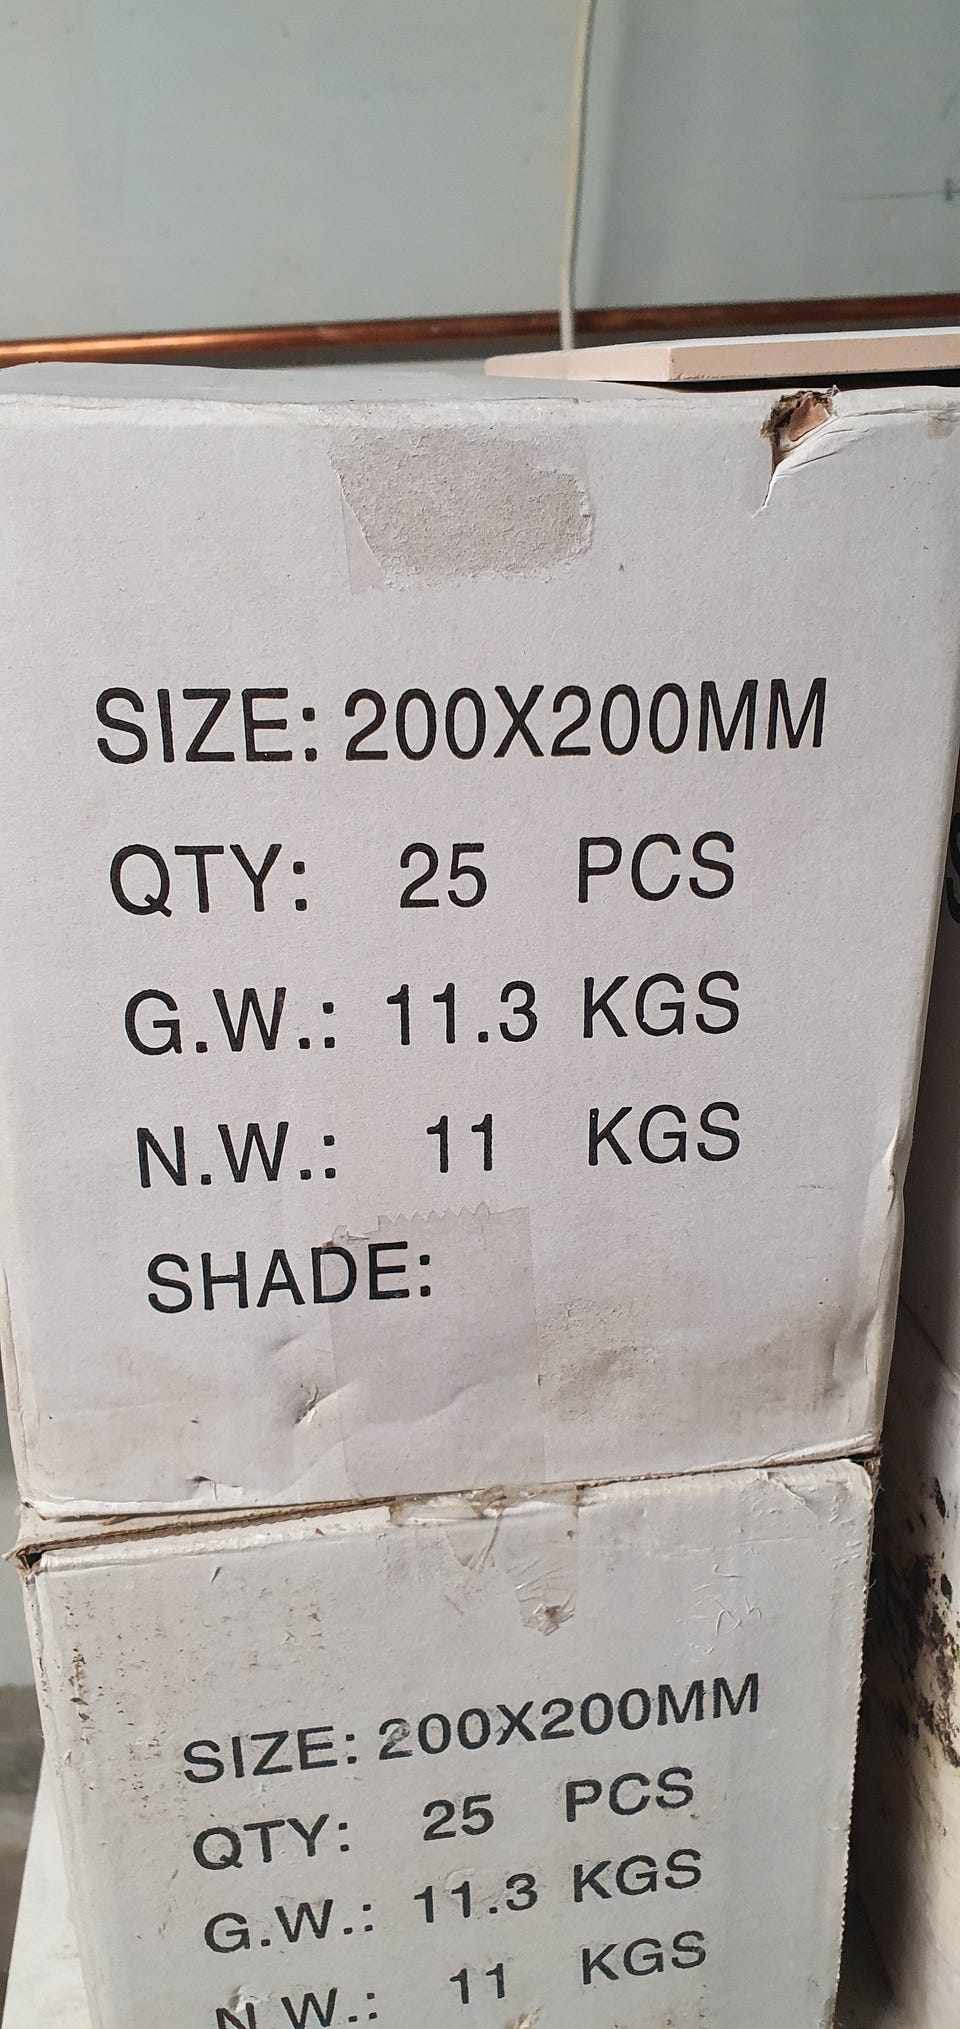 SIZE: 200X200MM
QTY: 25 PCS
G.W.: 11.3 KGS
N.W.: 11 KGS
SHADE:
SIZE: 200X200MM
QTY: 25 PCS
G.W.: 11.3 KGS
N.W.: 11 KGS